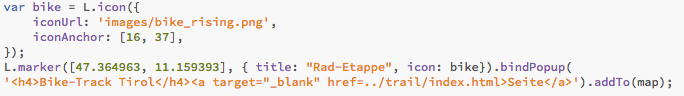 var bike = L.icon({
    iconUrl: 'images/bike_rising.png',
    iconAnchor: [16, 37],
});
L.marker([47.364963, 11.159393], { title: "Rad-Etappe", icon: bike}).bindPopup(
'<h4>Bike-Track Tirol</h4><a target="_blank" href=../trail/index.html>Seite</a>').addTo(map);